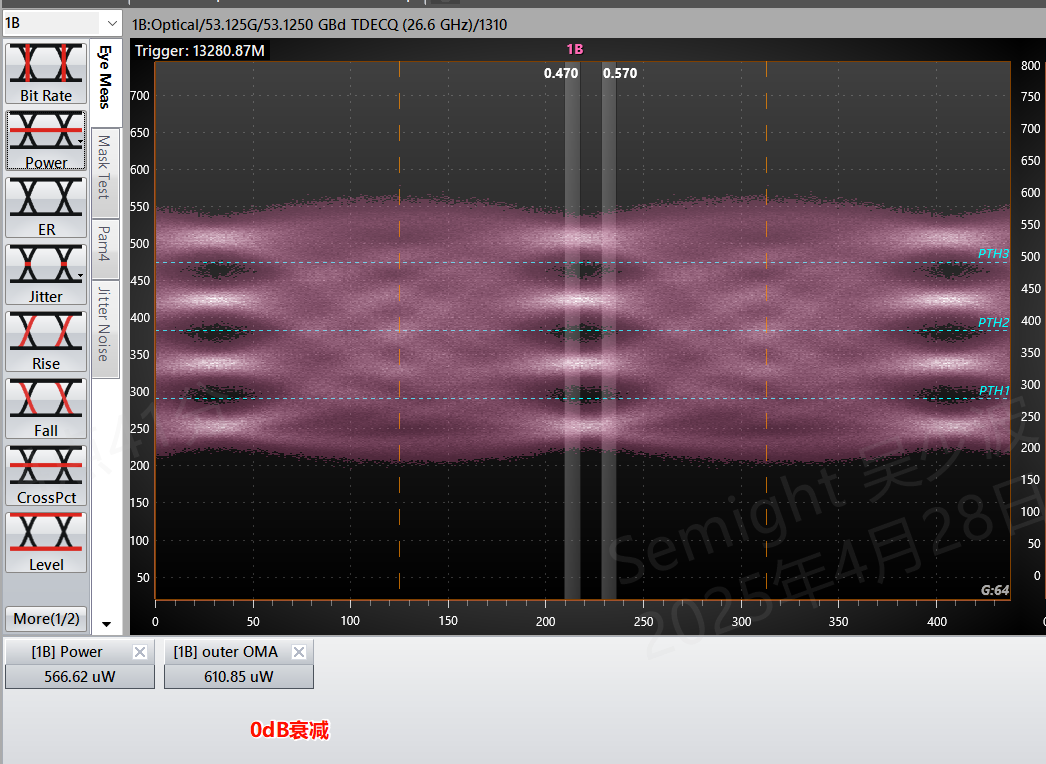 1B
1B:Optical/53.125G/53.1250 GBd TDECQ (26.6 GHz)/1310
Bit Rate
Power
ER
Jitter
Rise
Fall
CrossPct
Level
More(1/2)
Eye Meas
Mask Test
Pam4
Jitter Noise
Trigger: 13280.87M
1B
0.470 0.570
700
650
600
550
500
450
400
350
300
250
200
150
100
50
PTH3
PTH2
PTH1
800
750
700
650
600
550
500
450
400
350
300
250
200
150
100
50
0
G:64
0 50 100 150 200 250 300 350 400
Semight 吴
2025年4月28日
[1B] Power
566.62 uW
[1B] outer OMA
610.85 uW
0dB衰减